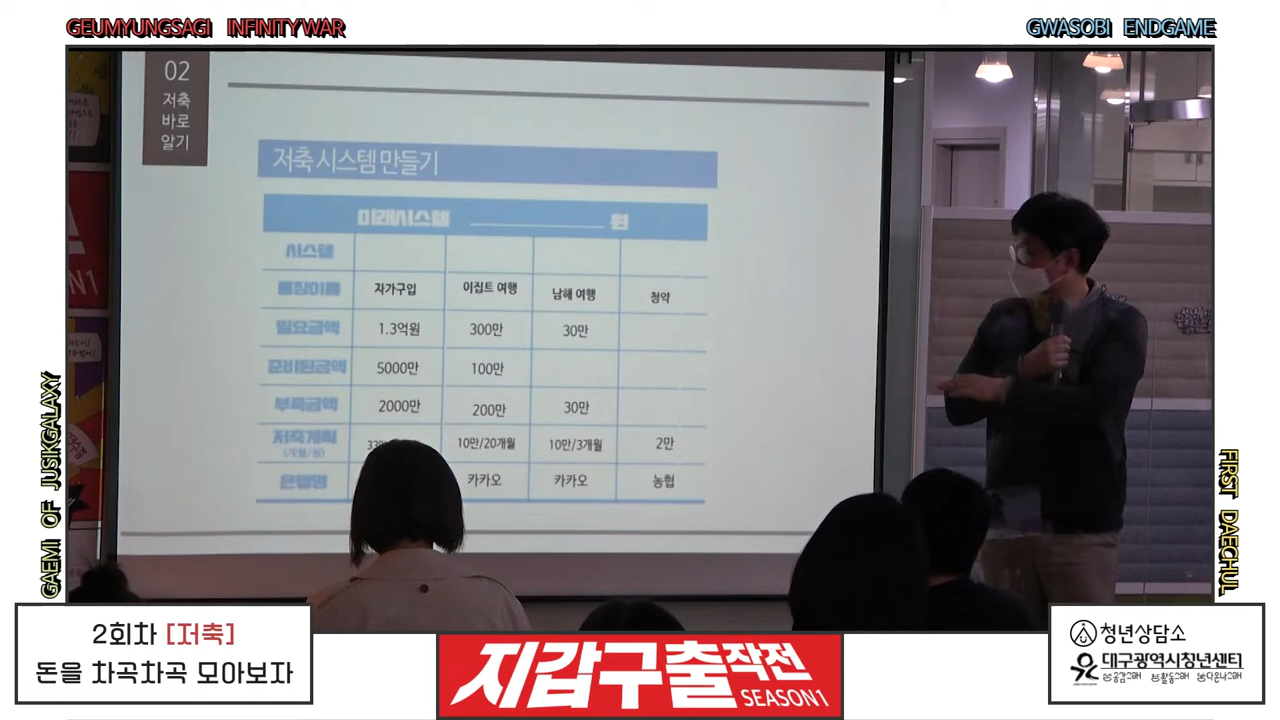 GEUMYUNGSAGI INFINITY WAR
GWASOBI ENDGAME
02
저축
바로
알기
저축 시스템 만들기
미래시스템 원
시스템
통장이름 자가구입 이집트 여행 남해 여행 청약
필요금액 1.3억원 300만 30만
준비된금액 5000만 100만
부족금액 2000만 200만 30만
저축계획 10만/20개월 10만/3개월 2만
(개월/원)
은행명 카카오 카카오 농협
GAEMI OF JUSIKGALAXY
FIRST DAECHUL
2회차 [저축]
돈을 차곡차곡 모아보자
지갑구출작전
SEASON1
청년상담소
대구광역시청년센터